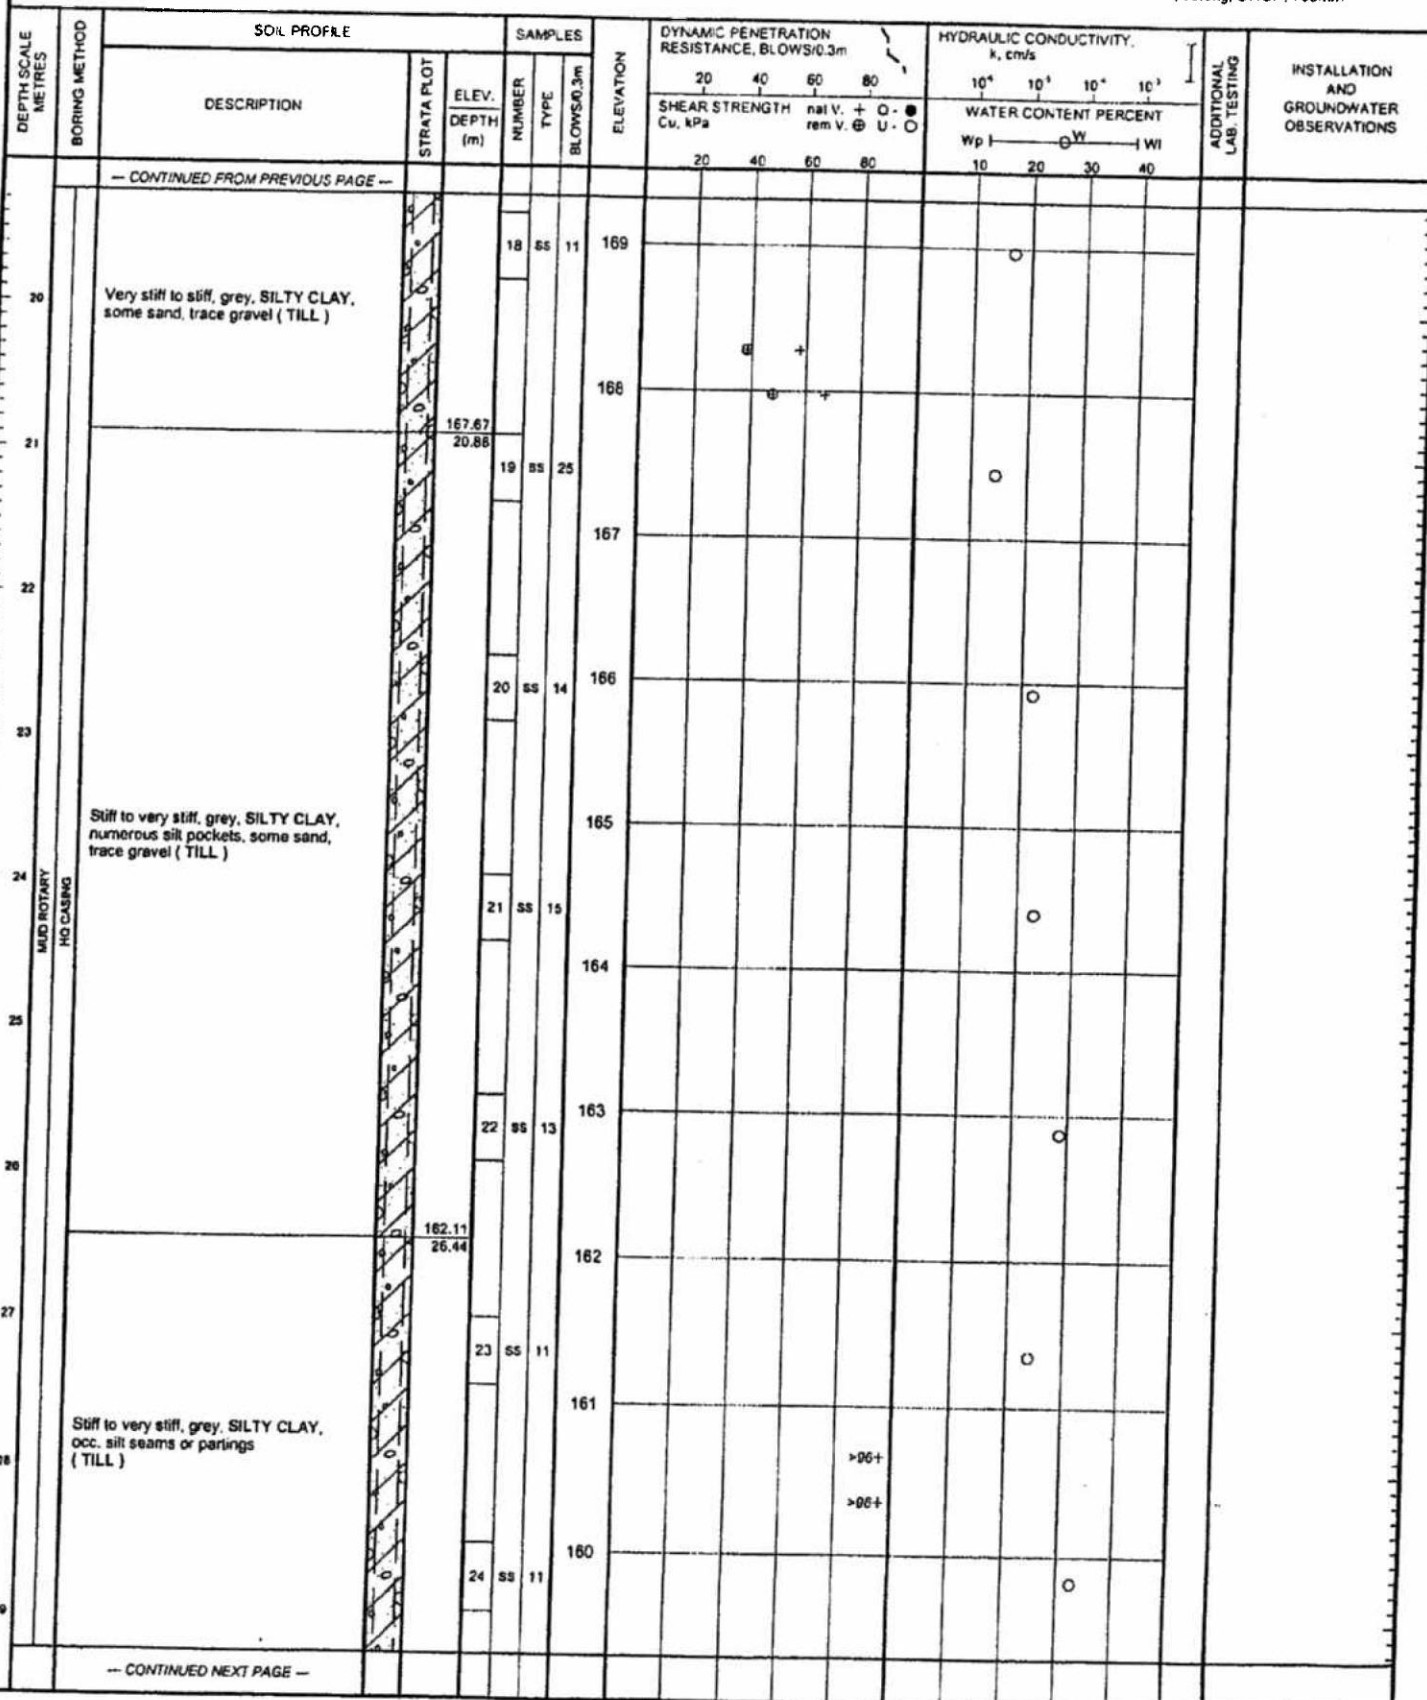 SOIL PROFILE
SAMPLES
DEPTH SCALE
METRES
BORING METHOD
DESCRIPTION
STRATA PLOT
ELEV.
DEPTH
(m)
NUMBER
TYPE
BLOWS/0.3m
ELEVATION
DYNAMIC PENETRATION
RESISTANCE, BLOWS/0.3m
20 40 60 80
SHEAR STRENGTH nat V. + Q - ●
Cu, kPa rem V. ⊕ U - O
20 40 60 80
HYDRAULIC CONDUCTIVITY,
k, cm/s
WATER CONTENT PERCENT
Wp W Wl
10 20 30 40
ADDITIONAL
LAB. TESTING
INSTALLATION
AND
GROUNDWATER
OBSERVATIONS
— CONTINUED FROM PREVIOUS PAGE —
18 SS 11
169
20
Very stiff to stiff, grey, SILTY CLAY,
some sand, trace gravel ( TILL )
168
167.67
20.88
21
19 SS 25
167
22
20 SS 14
166
23
165
Stiff to very stiff, grey, SILTY CLAY,
numerous silt pockets, some sand,
trace gravel ( TILL )
24
MUD ROTARY
HQ CASING
21 SS 15
164
25
163
22 SS 13
162.11
26.44
162
27
23 SS 11
161
Stiff to very stiff, grey, SILTY CLAY,
occ. silt seams or partings
( TILL )
>96+
>96+
160
24 SS 11
— CONTINUED NEXT PAGE —